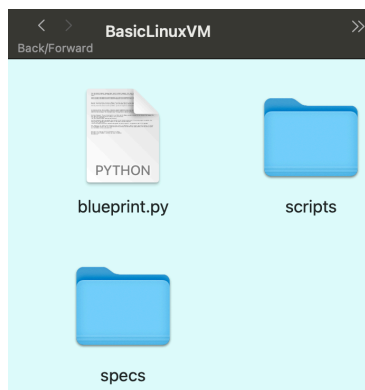 BasicLinuxVM
Back/Forward
PYTHON
blueprint.py
scripts
specs